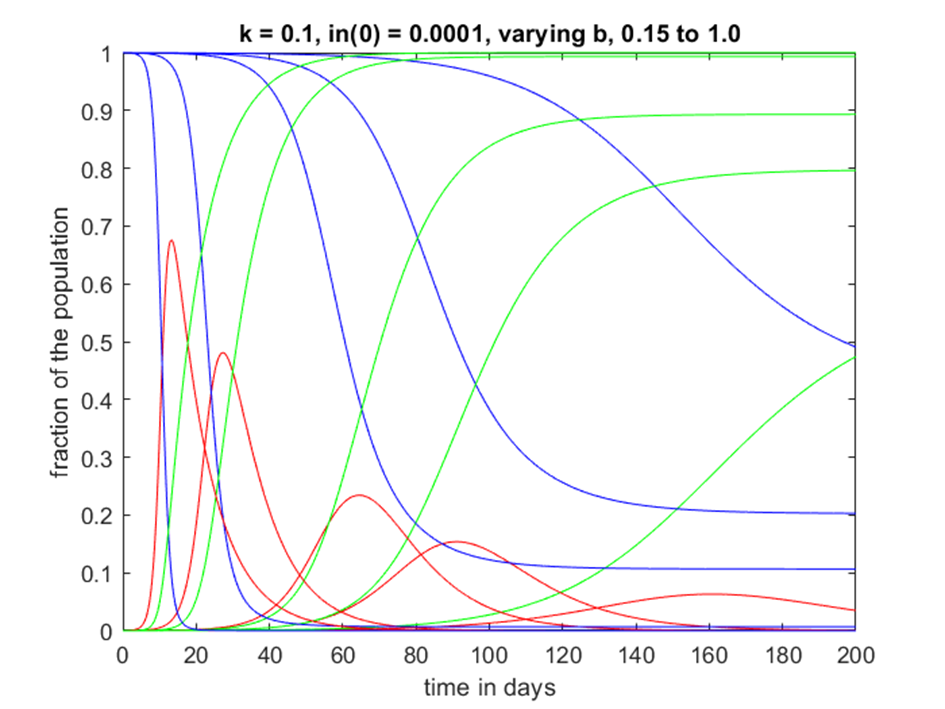 k = 0.1, in(0) = 0.0001, varying b, 0.15 to 1.0
1
0.9
0.8
0.7
0.6
0.5
0.4
0.3
0.2
0.1
0
fraction of the population
0 20 40 60 80 100 120 140 160 180 200
time in days